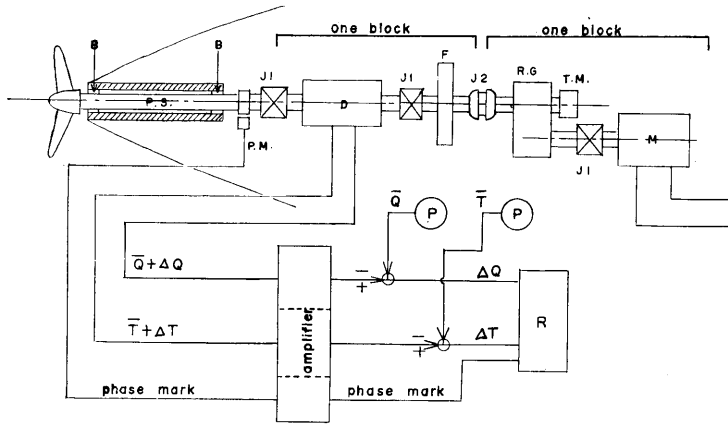 one block
one block
B
B
F
R.G
T.M.
J1
J1
J2
P.S.
D
M
P.M.
J1
Q̅
P
T̅
P
Q̅+ΔQ
−
+
ΔQ
amplifier
R
T̅+ΔT
−
+
ΔT
phase mark
phase mark